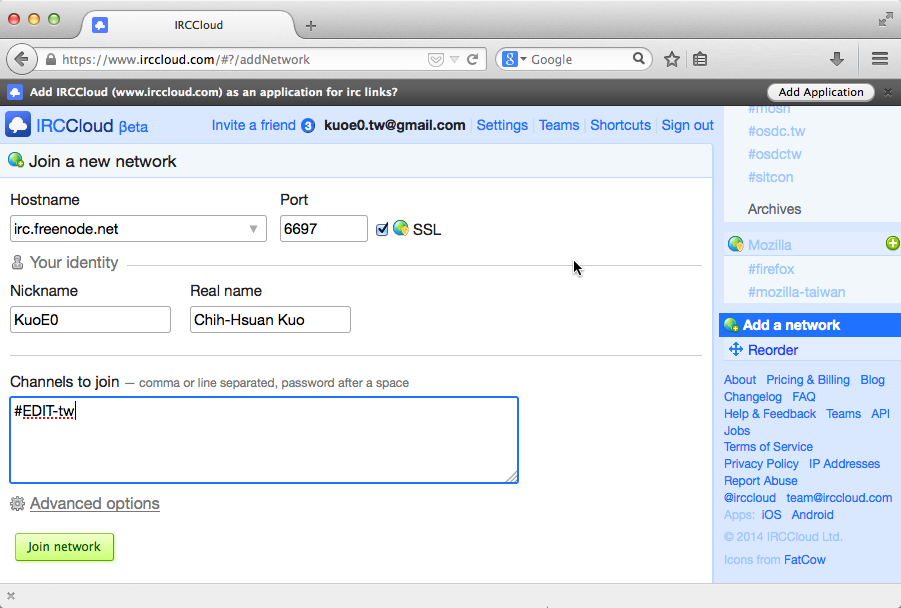 IRCCloud
https://www.irccloud.com/#?/addNetwork
Google
Add IRCCloud (www.irccloud.com) as an application for irc links?
Add Application
IRCCloud βeta
Invite a friend 3 kuoe0.tw@gmail.com Settings Teams Shortcuts Sign out
Join a new network
Hostname
Port
irc.freenode.net
6697
SSL
Your identity
Nickname
Real name
KuoE0
Chih-Hsuan Kuo
Channels to join — comma or line separated, password after a space
#EDIT-tw
Advanced options
Join network
#mosh
#osdc.tw
#osdctw
#sitcon
Archives
Mozilla
#firefox
#mozilla-taiwan
Add a network
Reorder
About Pricing & Billing Blog
Changelog FAQ
Help & Feedback Teams API
Jobs
Terms of Service
Privacy Policy IP Addresses
Report Abuse
@irccloud team@irccloud.com
Apps: iOS Android
© 2014 IRCCloud Ltd.
Icons from FatCow